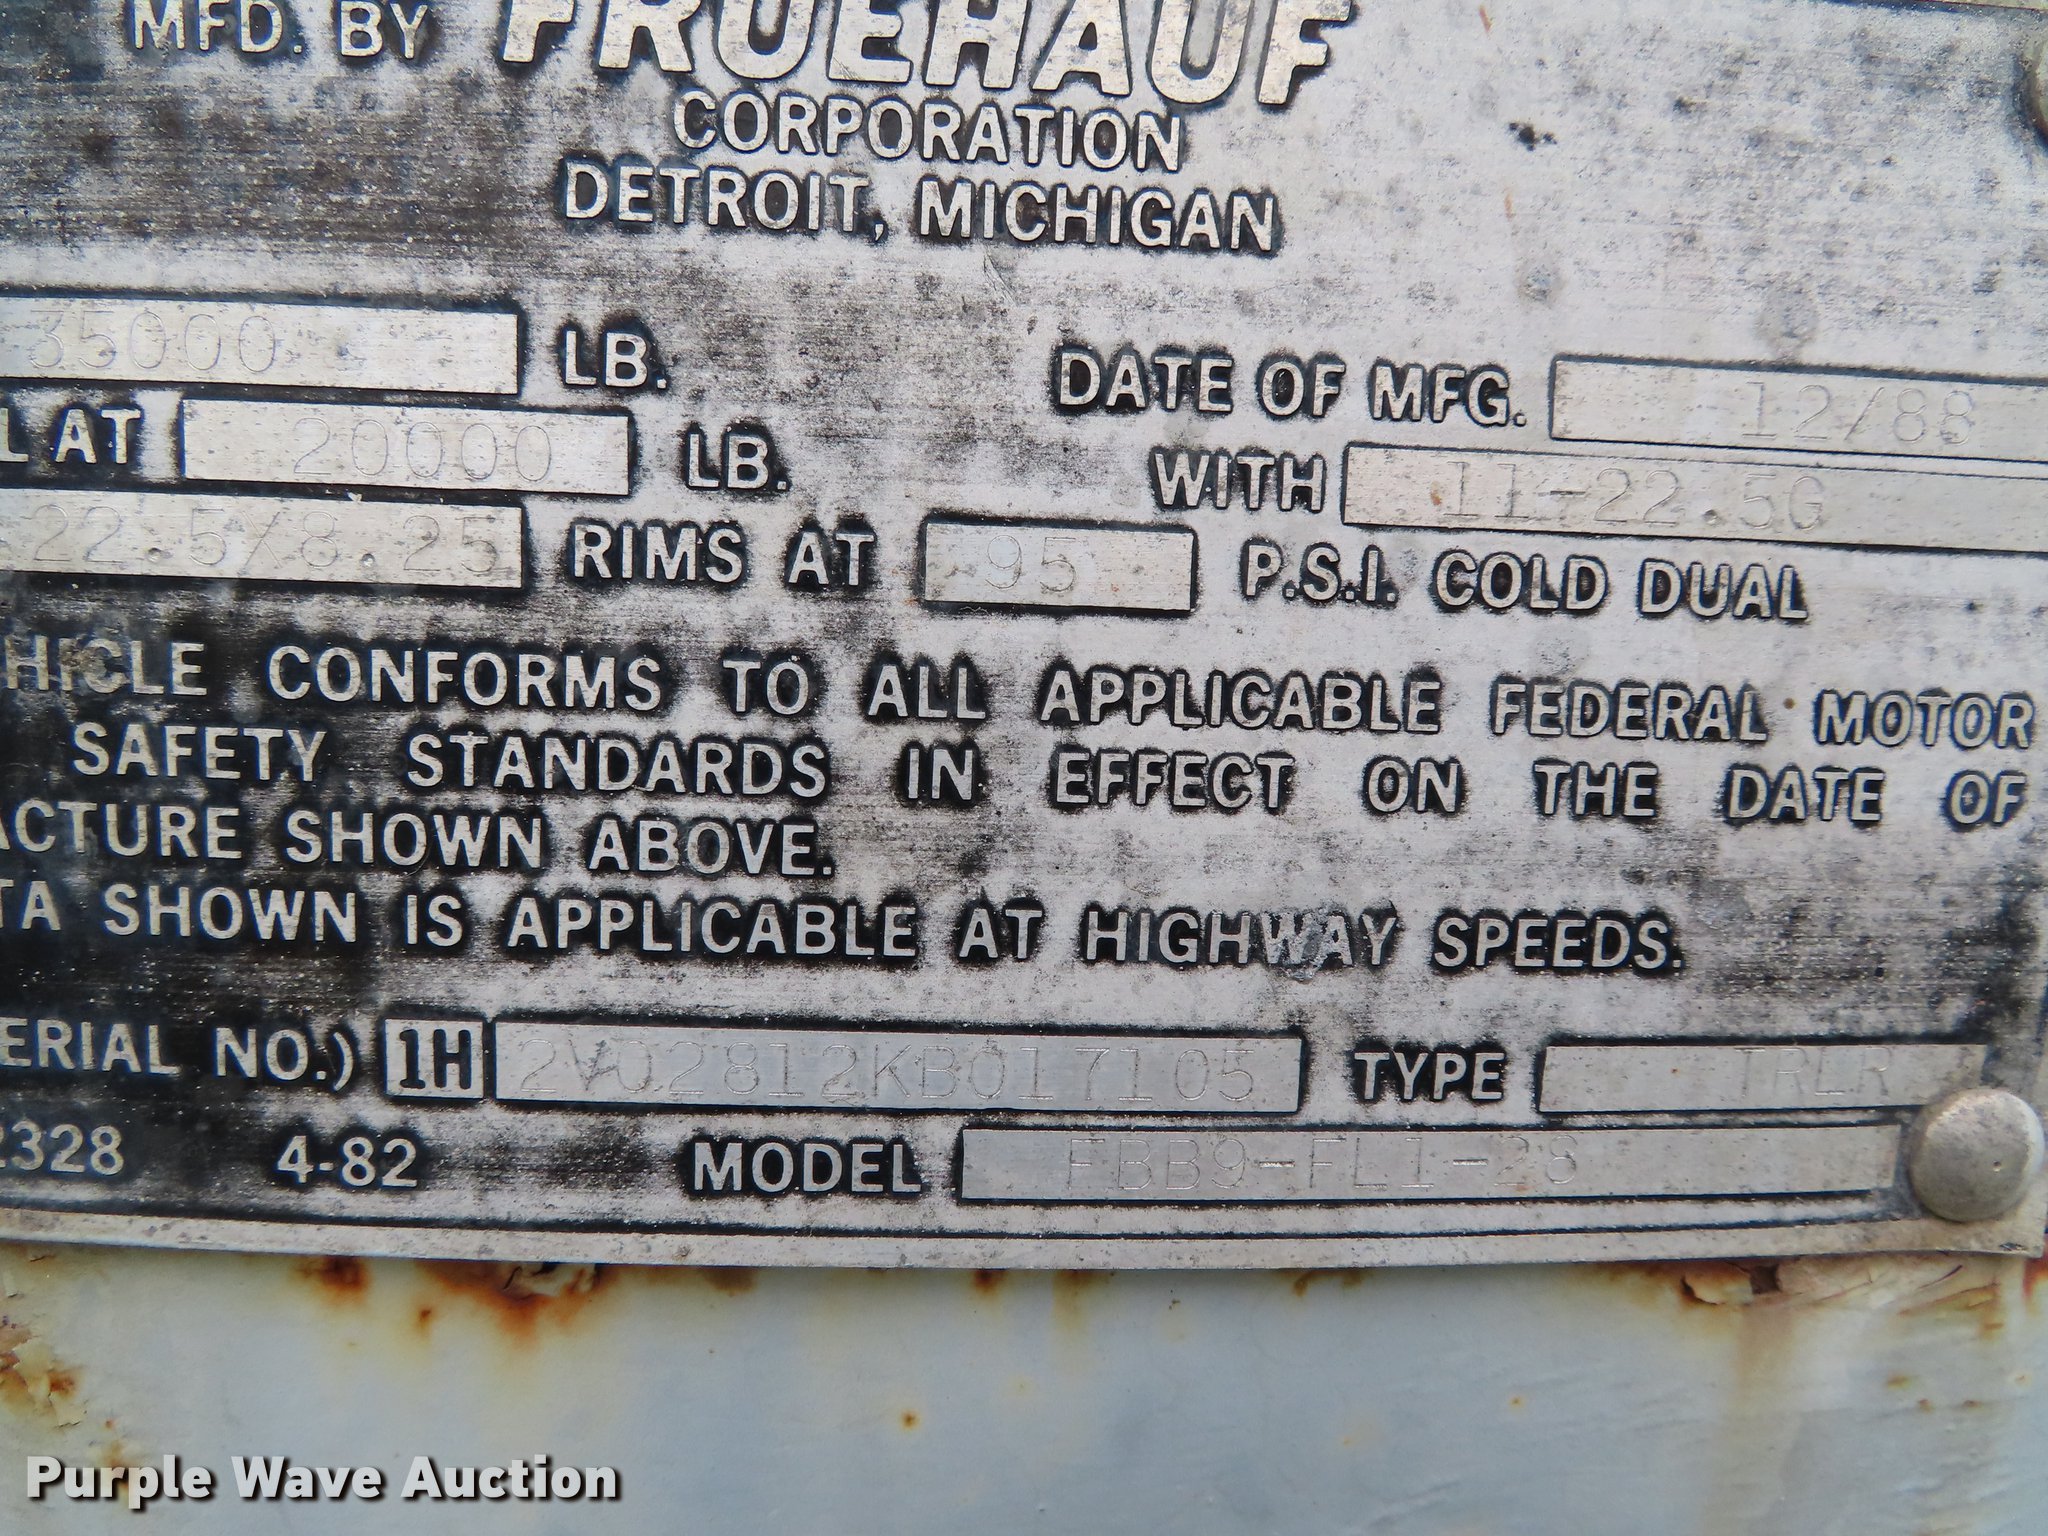 MFD. BY FRUEHAUF
CORPORATION
DETROIT, MICHIGAN
35000 LB. DATE OF MFG. 12/88
L AT 20000 LB. WITH 11-22.5G
22.5X8.25 RIMS AT 95 P.S.I. COLD DUAL
HICLE CONFORMS TO ALL APPLICABLE FEDERAL MOTOR
SAFETY STANDARDS IN EFFECT ON THE DATE OF
ACTURE SHOWN ABOVE.
TA SHOWN IS APPLICABLE AT HIGHWAY SPEEDS.
ERIAL NO.) 1H 2V02812KB017105 TYPE TRLR
2328 4-82 MODEL FBB9-FL1-28
Purple Wave Auction